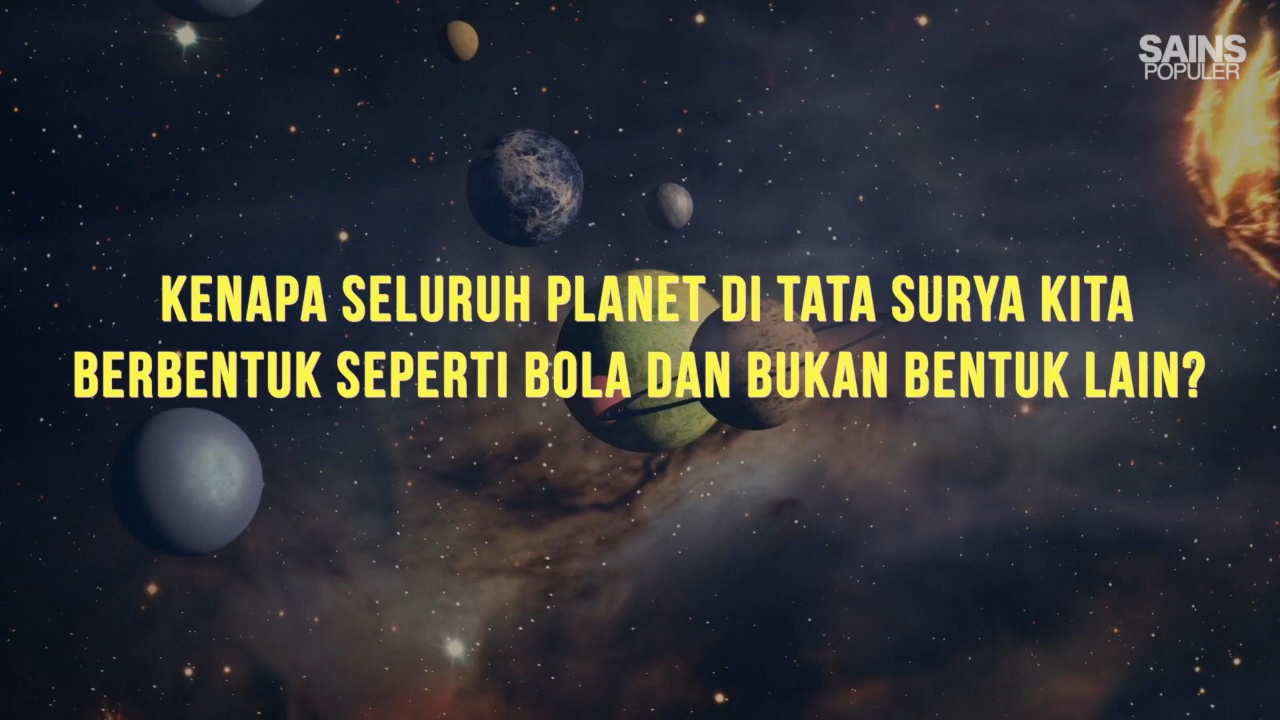 SAINS
POPULER
KENAPA SELURUH PLANET DI TATA SURYA KITA
BERBENTUK SEPERTI BOLA DAN BUKAN BENTUK LAIN?